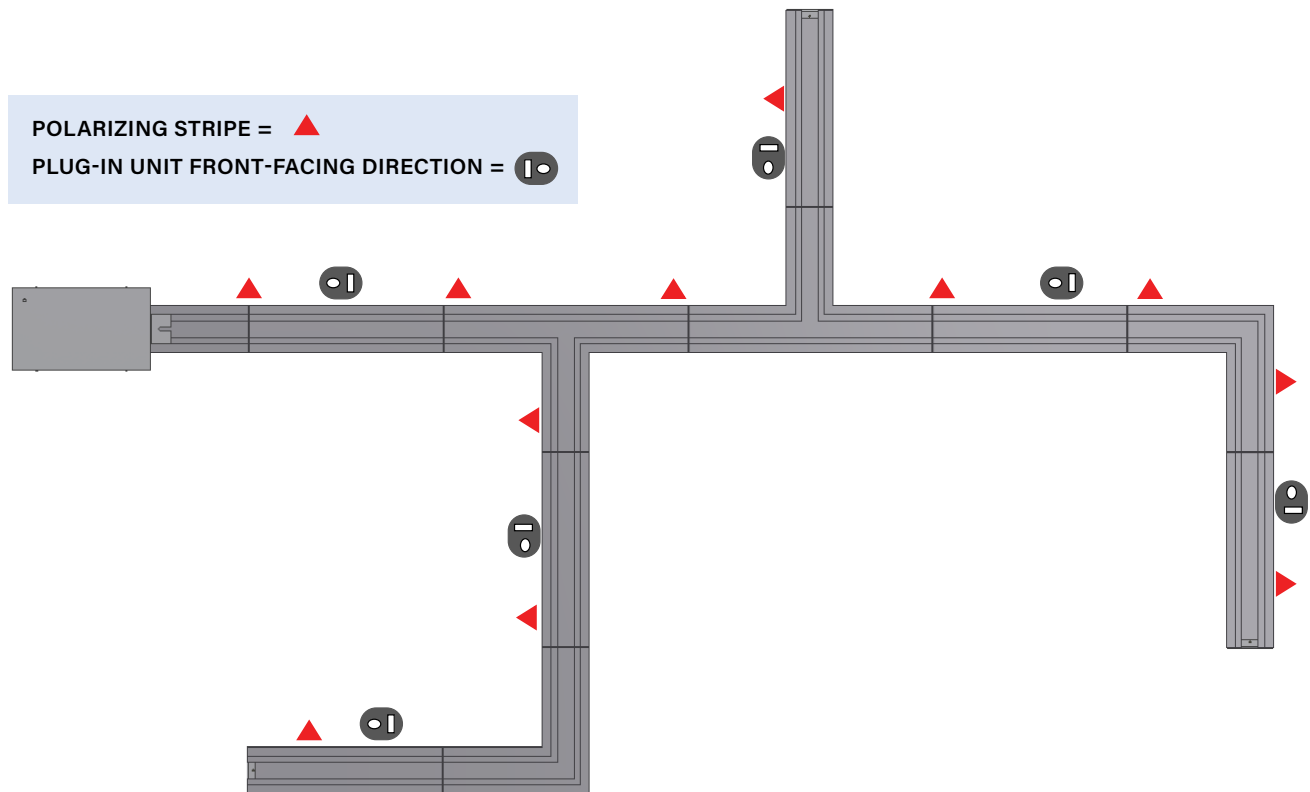 POLARIZING STRIPE =
PLUG-IN UNIT FRONT-FACING DIRECTION =